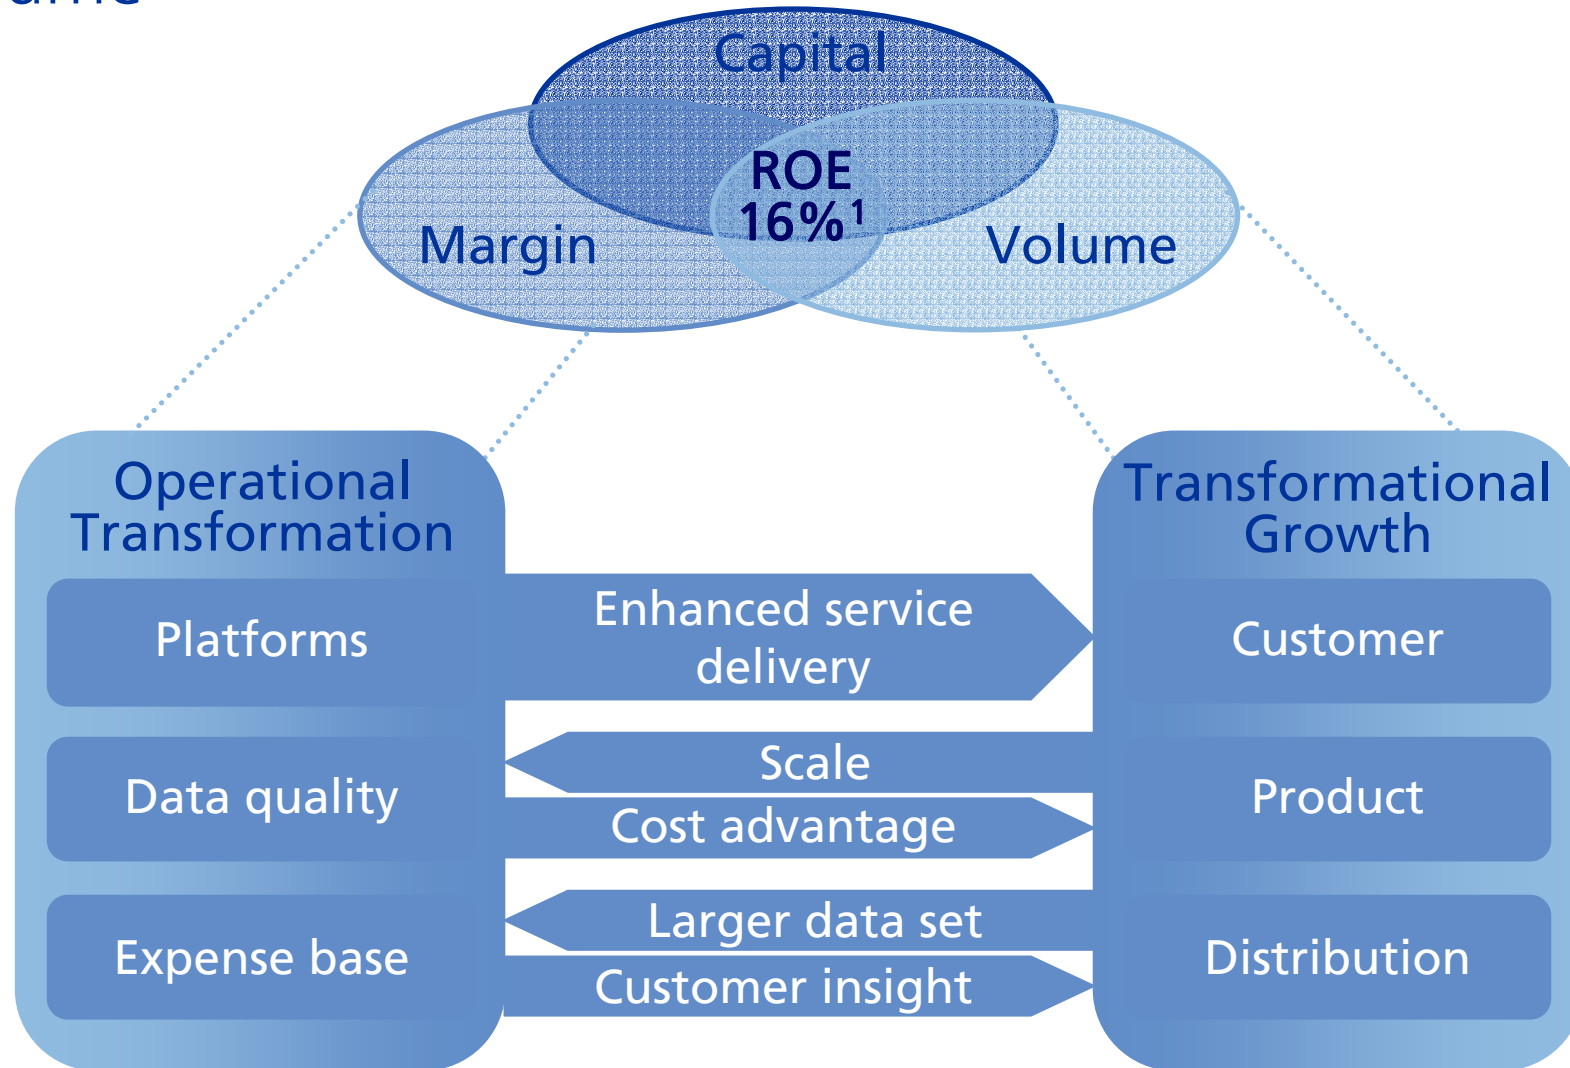 Capital
ROE
16%¹
Margin
Volume
Operational
Transformation
Transformational
Growth
Platforms
Enhanced service
delivery
Customer
Data quality
Scale
Cost advantage
Product
Expense base
Larger data set
Customer insight
Distribution